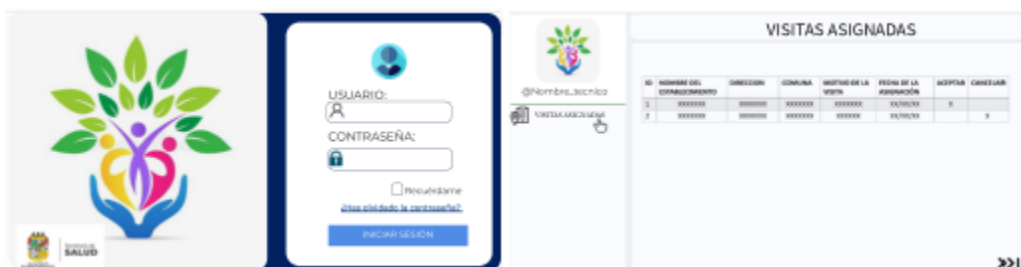 USUARIO:
CONTRASEÑA:
Recuérdame
¿Has olvidado la contraseña?
INICIAR SESIÓN
SALUD
@Nombre_tecnico
VISITAS ASIGNADAS
VISITAS ASIGNADAS
ID NOMBRE DEL ESTABLECIMIENTO DIRECCION COMUNA MOTIVO DE LA VISITA FECHA DE LA ASIGNACIÓN ACEPTAR CANCELAR
1 XXXXXXX XXXXXXX XXXXXXX XXXXXXX XX/XX/XX X
2 XXXXXXX XXXXXXX XXXXXXX XXXXXX XX/XX/XX X